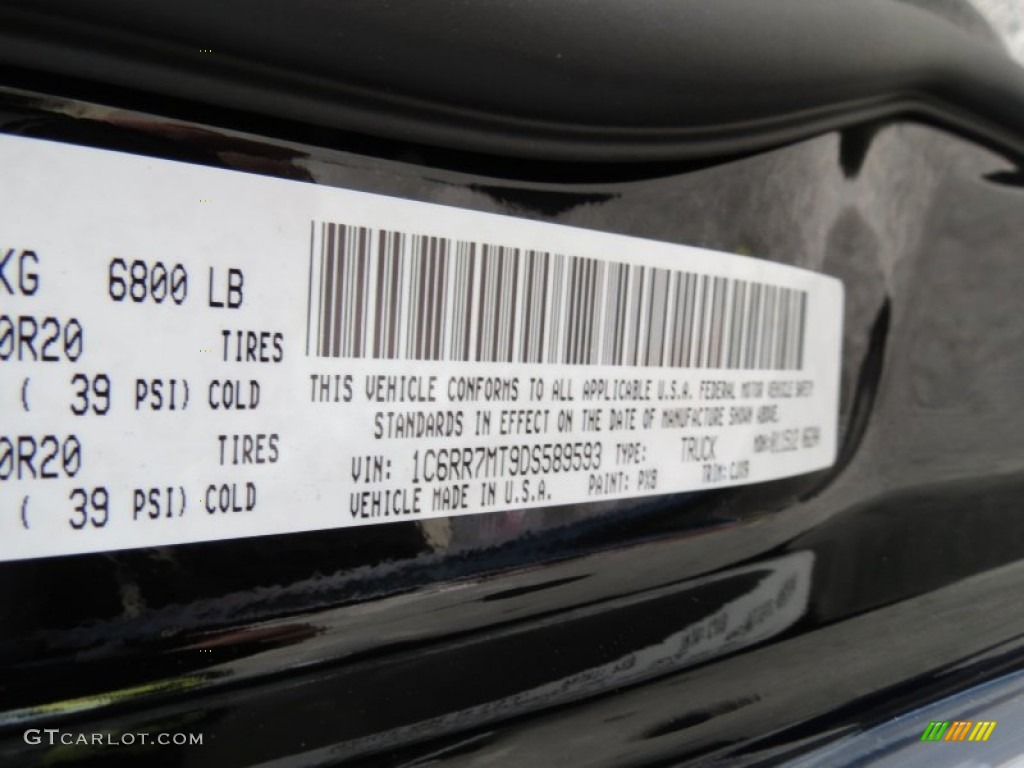 KG 6800 LB
0R20 TIRES
( 39 PSI) COLD
0R20 TIRES
( 39 PSI) COLD
THIS VEHICLE CONFORMS TO ALL APPLICABLE U.S.A. FEDERAL MOTOR VEHICLE SAFETY
STANDARDS IN EFFECT ON THE DATE OF MANUFACTURE SHOWN ABOVE.
VIN: 1C6RR7MT9DS589593 TYPE: TRUCK
VEHICLE MADE IN U.S.A. PAINT: PX8 TRIM:
GTCARLOT.COM